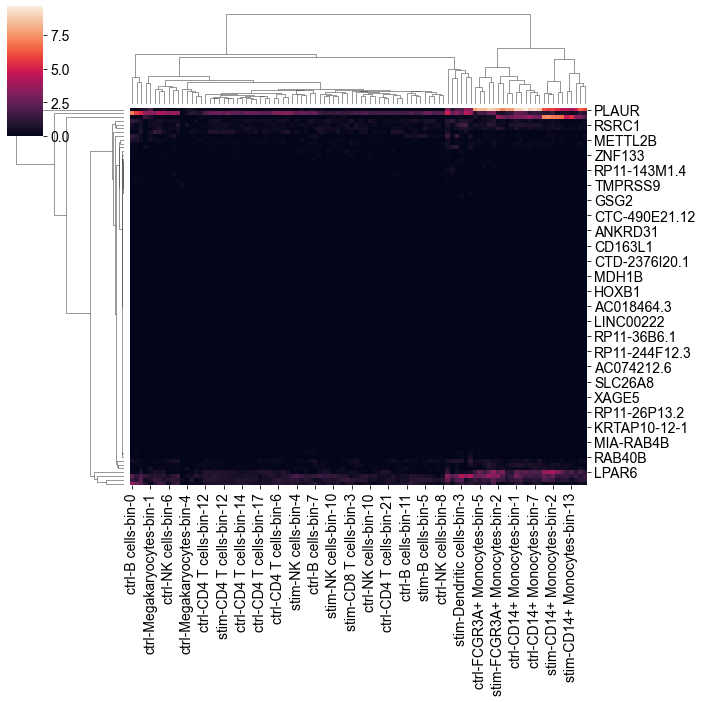 7.5
5.0
2.5
0.0
PLAUR
RSRC1
METTL2B
ZNF133
RP11-143M1.4
TMPRSS9
GSG2
CTC-490E21.12
ANKRD31
CD163L1
CTD-2376I20.1
MDH1B
HOXB1
AC018464.3
LINC00222
RP11-36B6.1
RP11-244F12.3
AC074212.6
SLC26A8
XAGE5
RP11-26P13.2
KRTAP10-12-1
MIA-RAB4B
RAB40B
LPAR6
ctrl-B cells-bin-0
ctrl-Megakaryocytes-bin-1
ctrl-NK cells-bin-6
ctrl-Megakaryocytes-bin-4
ctrl-CD4 T cells-bin-12
stim-CD4 T cells-bin-12
ctrl-CD4 T cells-bin-14
ctrl-CD4 T cells-bin-17
ctrl-CD4 T cells-bin-6
stim-NK cells-bin-4
ctrl-B cells-bin-7
stim-NK cells-bin-10
stim-CD8 T cells-bin-3
ctrl-NK cells-bin-10
ctrl-CD4 T cells-bin-21
ctrl-B cells-bin-11
stim-B cells-bin-5
ctrl-NK cells-bin-8
stim-Dendritic cells-bin-3
ctrl-FCGR3A+ Monocytes-bin-5
stim-FCGR3A+ Monocytes-bin-2
ctrl-CD14+ Monocytes-bin-1
ctrl-CD14+ Monocytes-bin-7
stim-CD14+ Monocytes-bin-2
stim-CD14+ Monocytes-bin-13